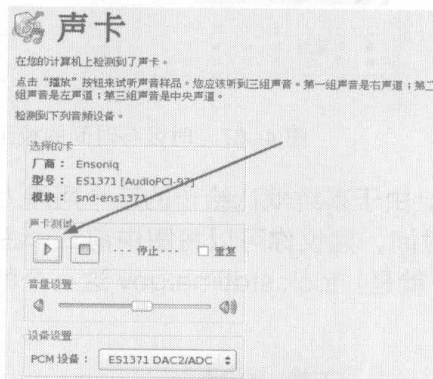 声卡
在您的计算机上检测到了声卡。
点击“播放”按钮来试听声音样品。您应该听到三组声音。第一组声音是右声道；第二
组声音是左声道；第三组声音是中央声道。
检测到下列音频设备。
选择的卡
厂商： Ensoniq
型号： ES1371 [AudioPCI-97]
模块： snd-ens1371
声卡测试
--- 停止 --- 重复
音量设置
设备设置
PCM 设备： ES1371 DAC2/ADC